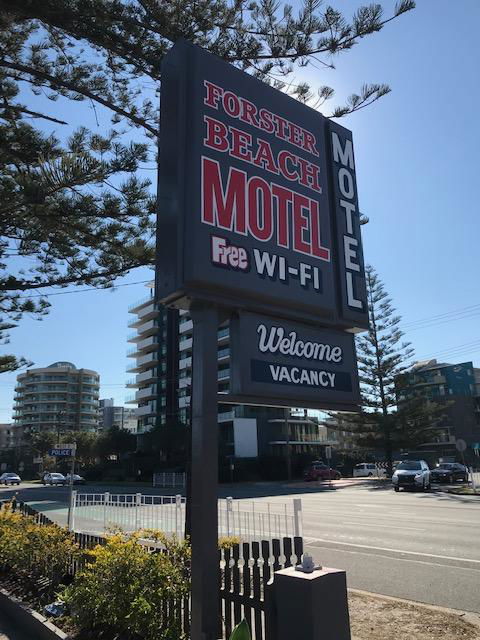 FORSTER
BEACH
MOTEL
Free WI-FI
MOTEL
Welcome
VACANCY
POLICE